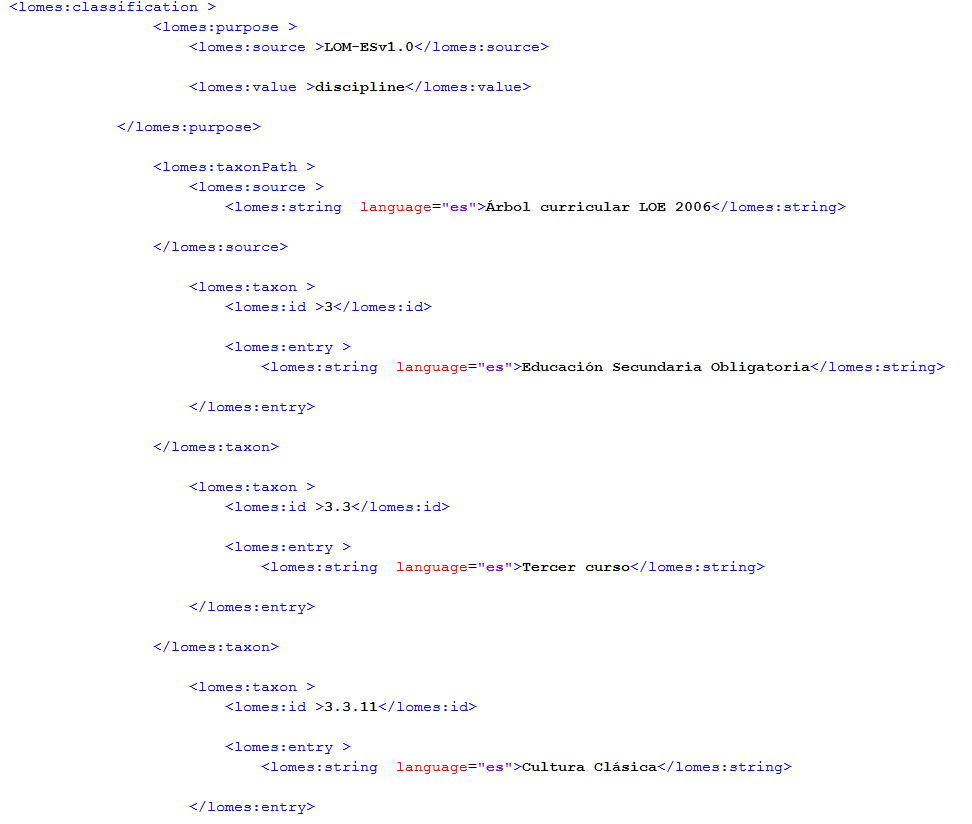 <lomes:classification >
<lomes:purpose >
<lomes:source >LOM-ESv1.0</lomes:source>
<lomes:value >discipline</lomes:value>
</lomes:purpose>
<lomes:taxonPath >
<lomes:source >
<lomes:string  language="es">Árbol curricular LOE 2006</lomes:string>
</lomes:source>
<lomes:taxon >
<lomes:id >3</lomes:id>
<lomes:entry >
<lomes:string  language="es">Educación Secundaria Obligatoria</lomes:string>
</lomes:entry>
</lomes:taxon>
<lomes:taxon >
<lomes:id >3.3</lomes:id>
<lomes:entry >
<lomes:string  language="es">Tercer curso</lomes:string>
</lomes:entry>
</lomes:taxon>
<lomes:taxon >
<lomes:id >3.3.11</lomes:id>
<lomes:entry >
<lomes:string  language="es">Cultura Clásica</lomes:string>
</lomes:entry>